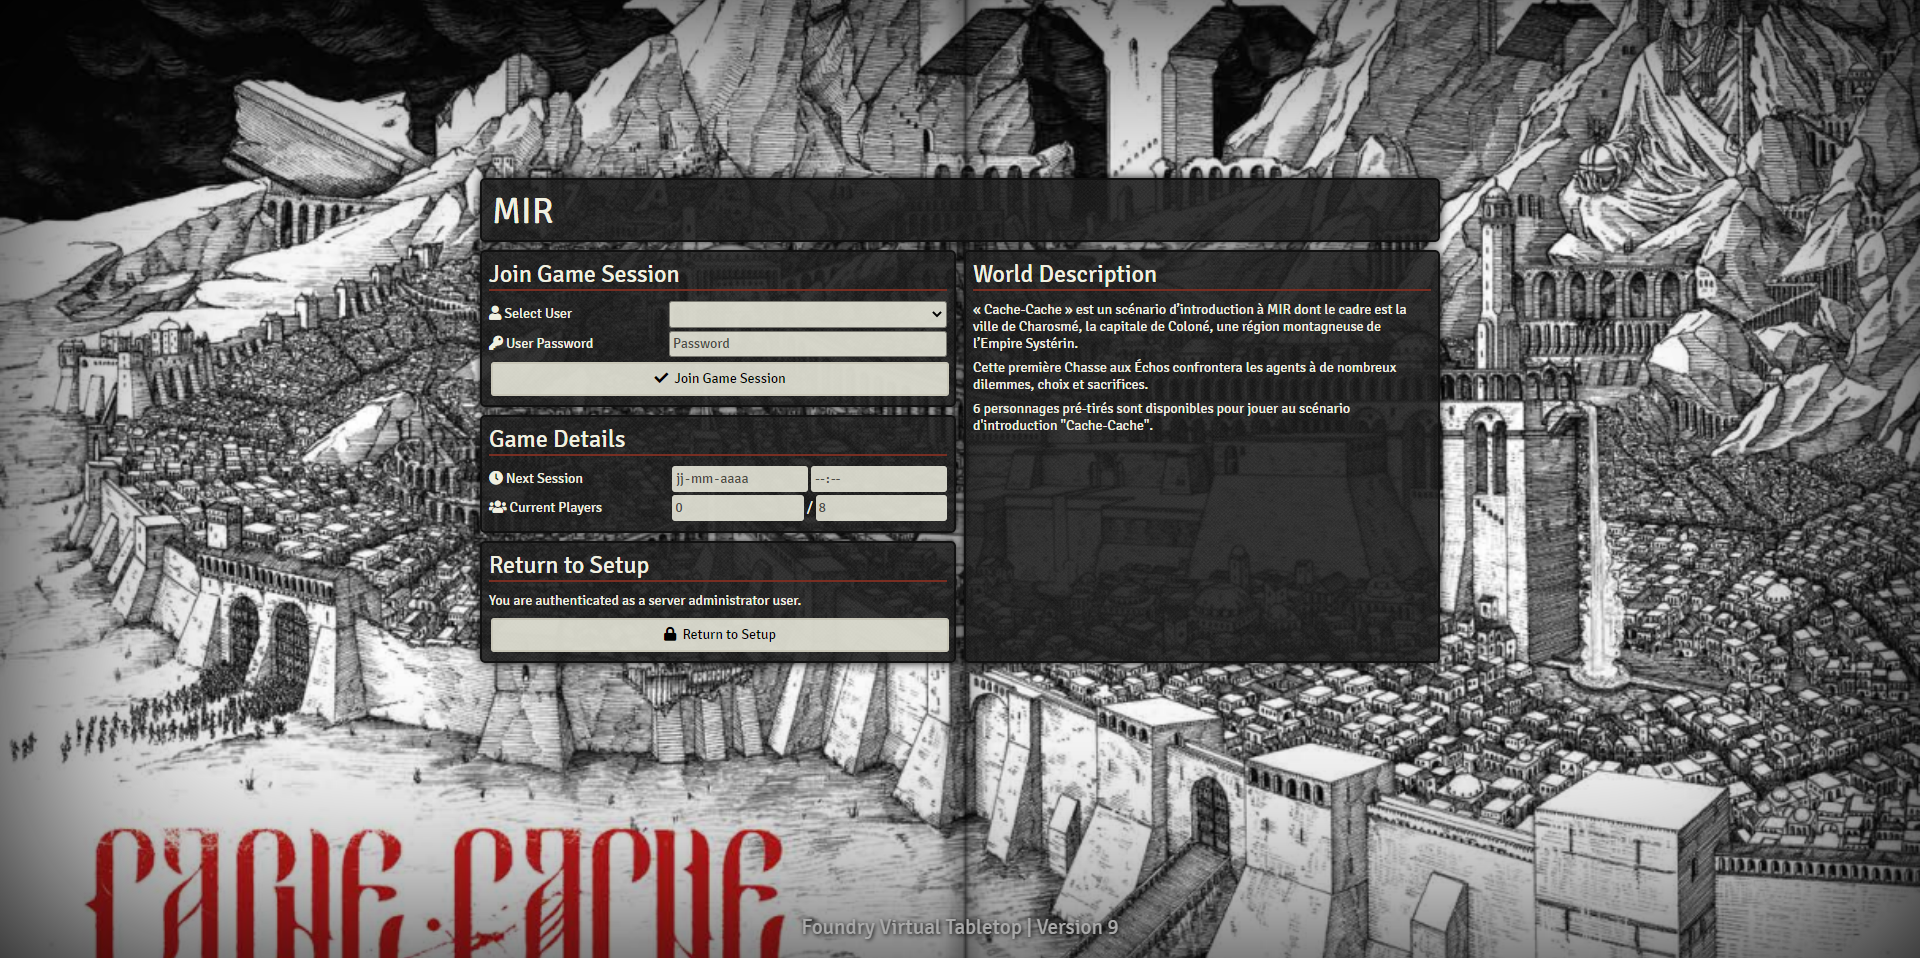 MIR
Join Game Session
Select User
User Password
Password
Join Game Session
Game Details
Next Session
jj-mm-aaaa
--:--
Current Players
0 / 8
Return to Setup
You are authenticated as a server administrator user.
Return to Setup
World Description
« Cache-Cache » est un scénario d'introduction à MIR dont le cadre est la
ville de Charosmé, la capitale de Coloné, une région montagneuse de
l'Empire Systérin.
Cette première Chasse aux Échos confrontera les agents à de nombreux
dilemmes, choix et sacrifices.
6 personnages pré-tirés sont disponibles pour jouer au scénario
d'introduction "Cache-Cache".
CACHE·CACHE
Foundry Virtual Tabletop | Version 9